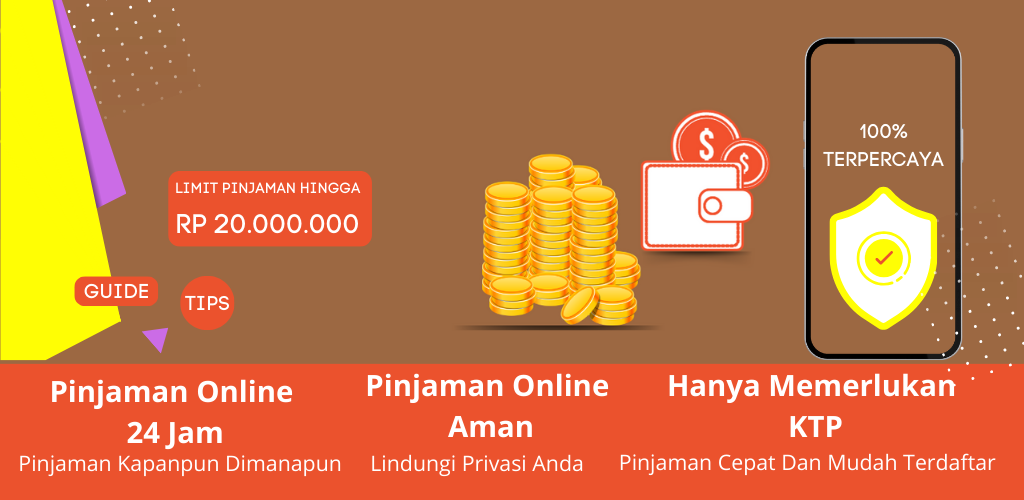 100%
TERPERCAYA
LIMIT PINJAMAN HINGGA
RP 20.000.000
GUIDE
TIPS
$
$
Pinjaman Online
24 Jam
Pinjaman Kapanpun Dimanapun
Pinjaman Online
Aman
Lindungi Privasi Anda
Hanya Memerlukan
KTP
Pinjaman Cepat Dan Mudah Terdaftar